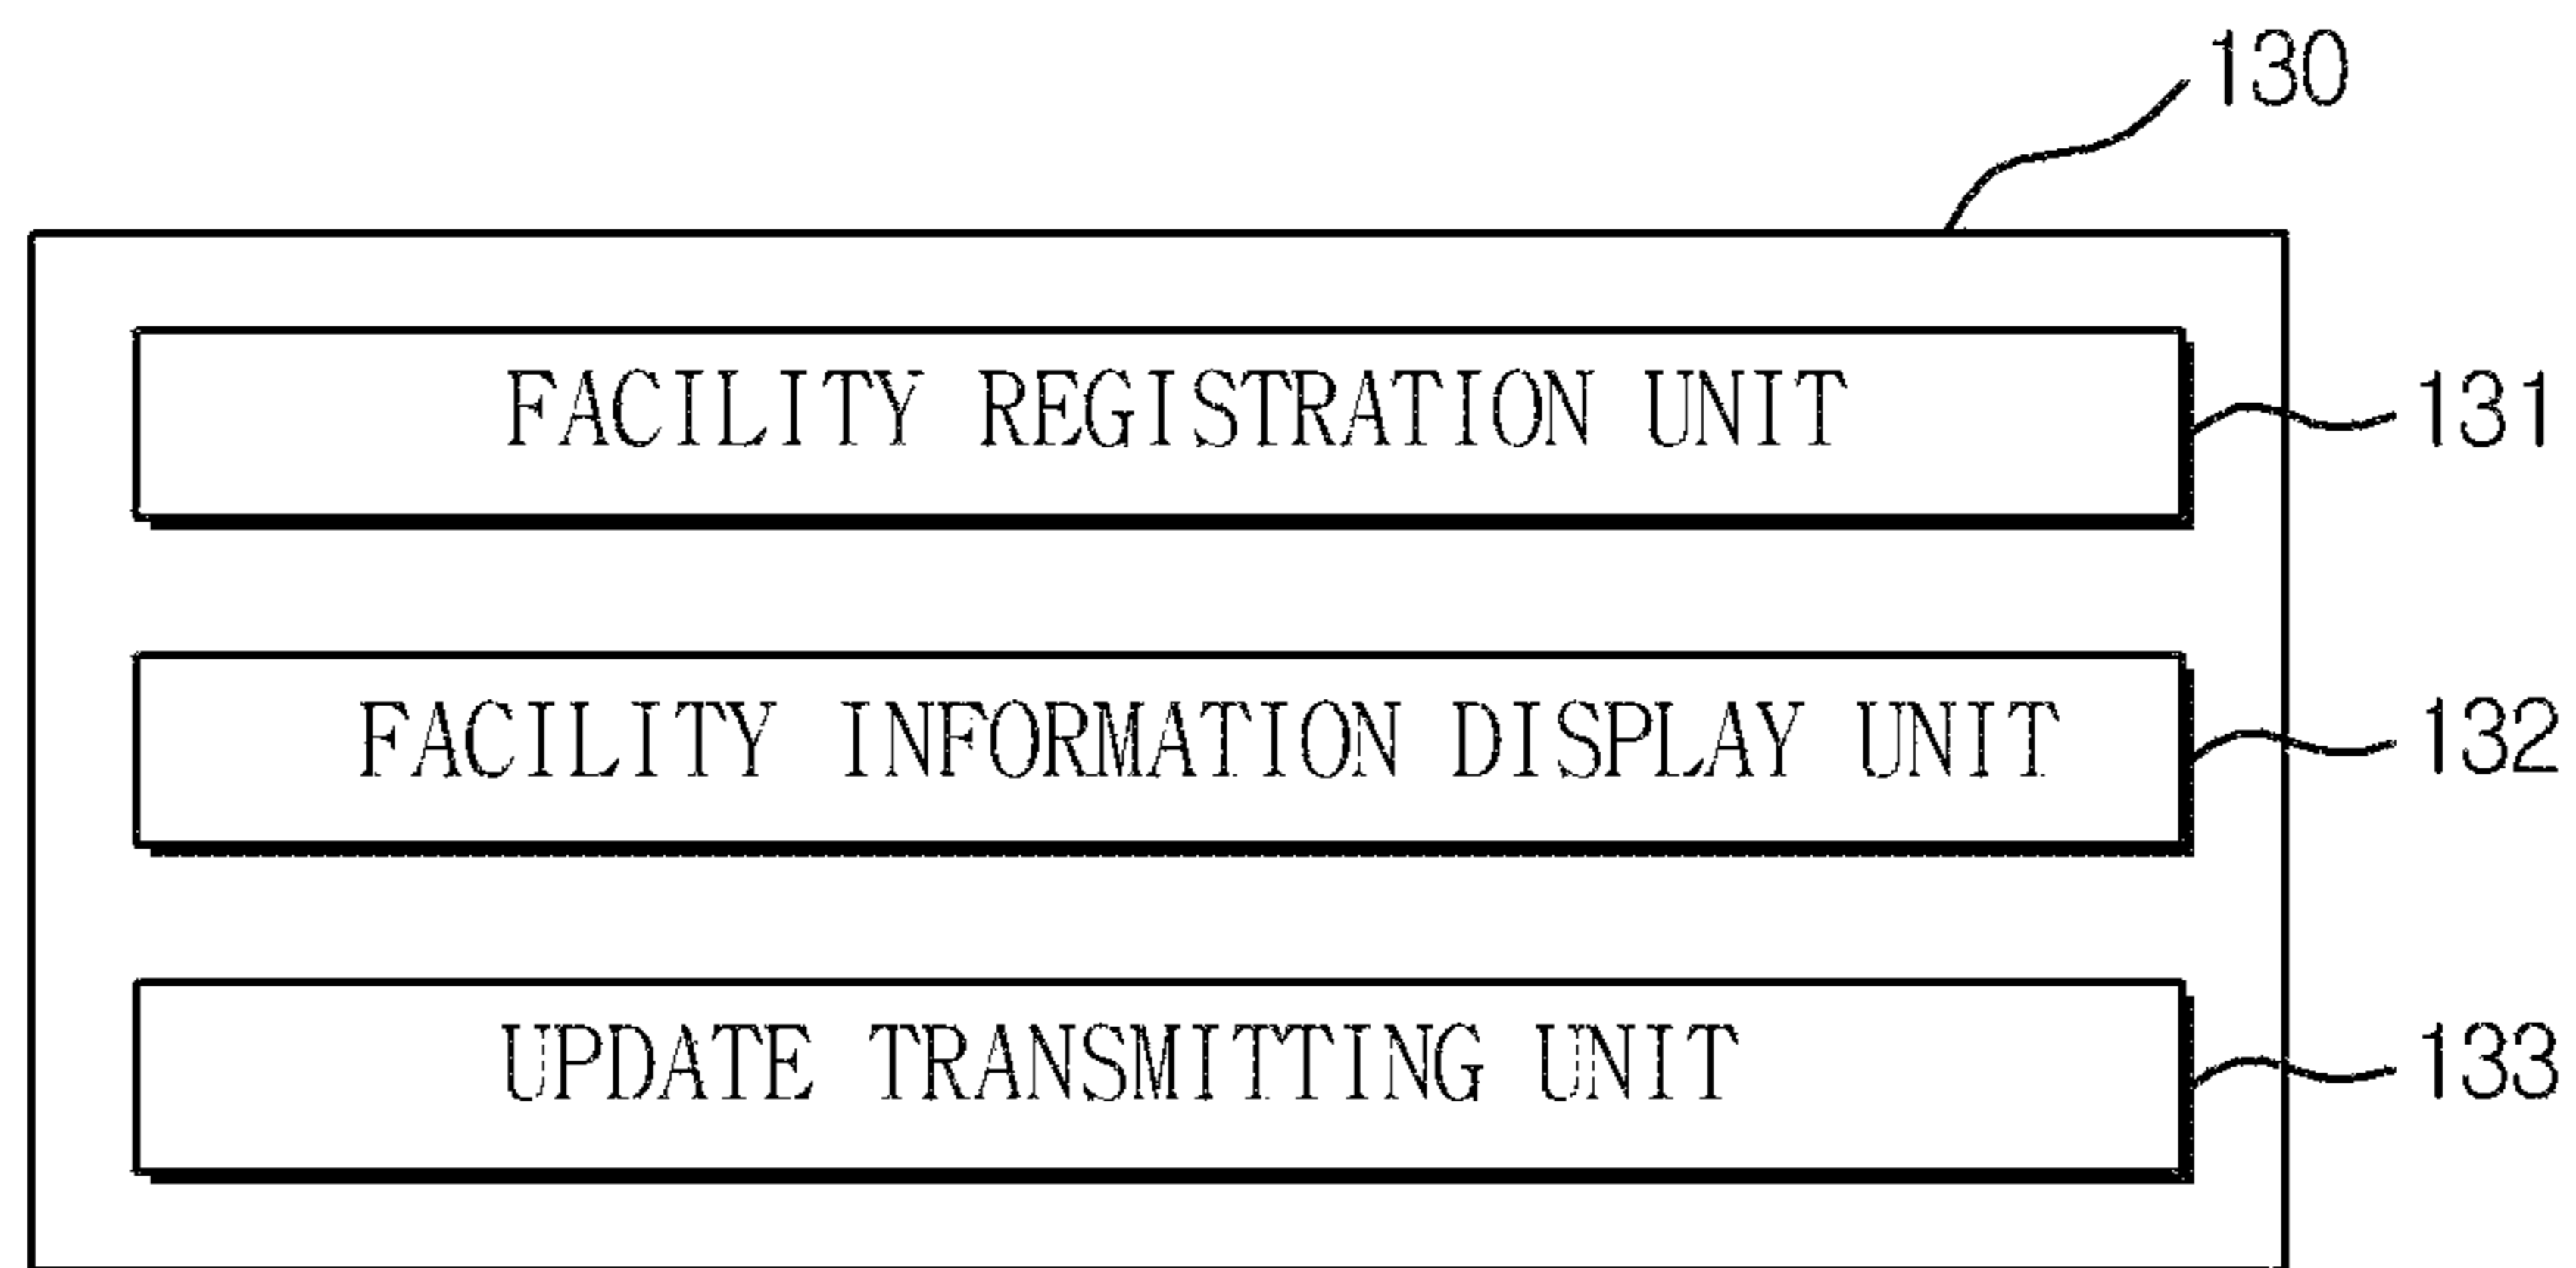 130
FACILITY REGISTRATION UNIT 131
FACILITY INFORMATION DISPLAY UNIT 132
UPDATE TRANSMITTING UNIT 133